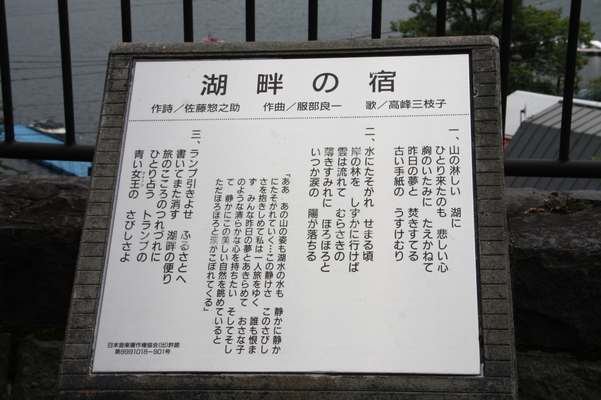 湖畔の宿
作詩／佐藤惣之助　作曲／服部良一　歌／高峰三枝子
一、山の淋しい　湖に
ひとり来たのも　悲しい心
胸のいたみに　たえかねて
昨日の夢と　焚きすてる
古い手紙の　うすけむり
二、水にたそがれ　せまる頃
岸の林を　しずかに行けば
雲は流れて　むらさきの
薄きすみれに　ほろほろと
いつか涙の　陽が落ちる
「ああ　あの山の姿も湖水の水も　静かに静か
にたそがれていく…この静けさ　このさびし
さを抱きしめて私は一人旅をゆく　誰も恨ま
ず　みんな昨日の夢とあきらめて　おさな子
のような清らかな心を持ちたい　そしてそし
て　静かにこの美しい自然を眺めていると
ただほろほろと涙がこぼれてくる」
三、ランプ引きよせ　ふるさとへ
書いてまた消す　湖畔の便り
旅のこころのつれづれに
ひとり占う　トランプの
青い女王の　さびしさよ
日本音楽著作権協会(出)許諾
第8991018－901号